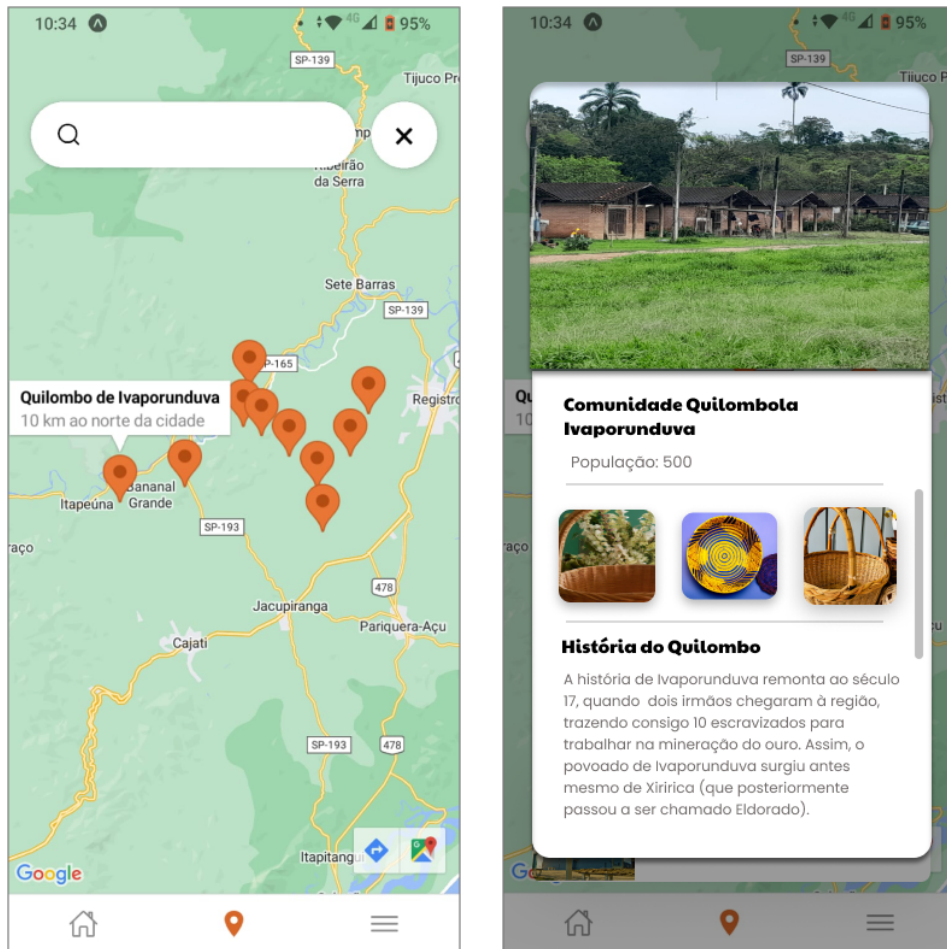 10:34
4G
95%
SP-139
Tijuco Pr
Ribeirão
da Serra
Sete Barras
SP-139
P-165
Quilombo de Ivaporunduva
10 km ao norte da cidade
Registro
Bananal
Grande
Itapeúna
SP-193
raço
478
Jacupiranga
Pariquera-Açu
Cajati
SP-193
478
Itapitangu
Google
10:34
4G
95%
SP-139
Tijuco P
Comunidade Quilombola
Ivaporunduva
População: 500
História do Quilombo
A história de Ivaporunduva remonta ao século
17, quando dois irmãos chegaram à região,
trazendo consigo 10 escravizados para
trabalhar na mineração do ouro. Assim, o
povoado de Ivaporunduva surgiu antes
mesmo de Xiririca (que posteriormente
passou a ser chamado Eldorado).